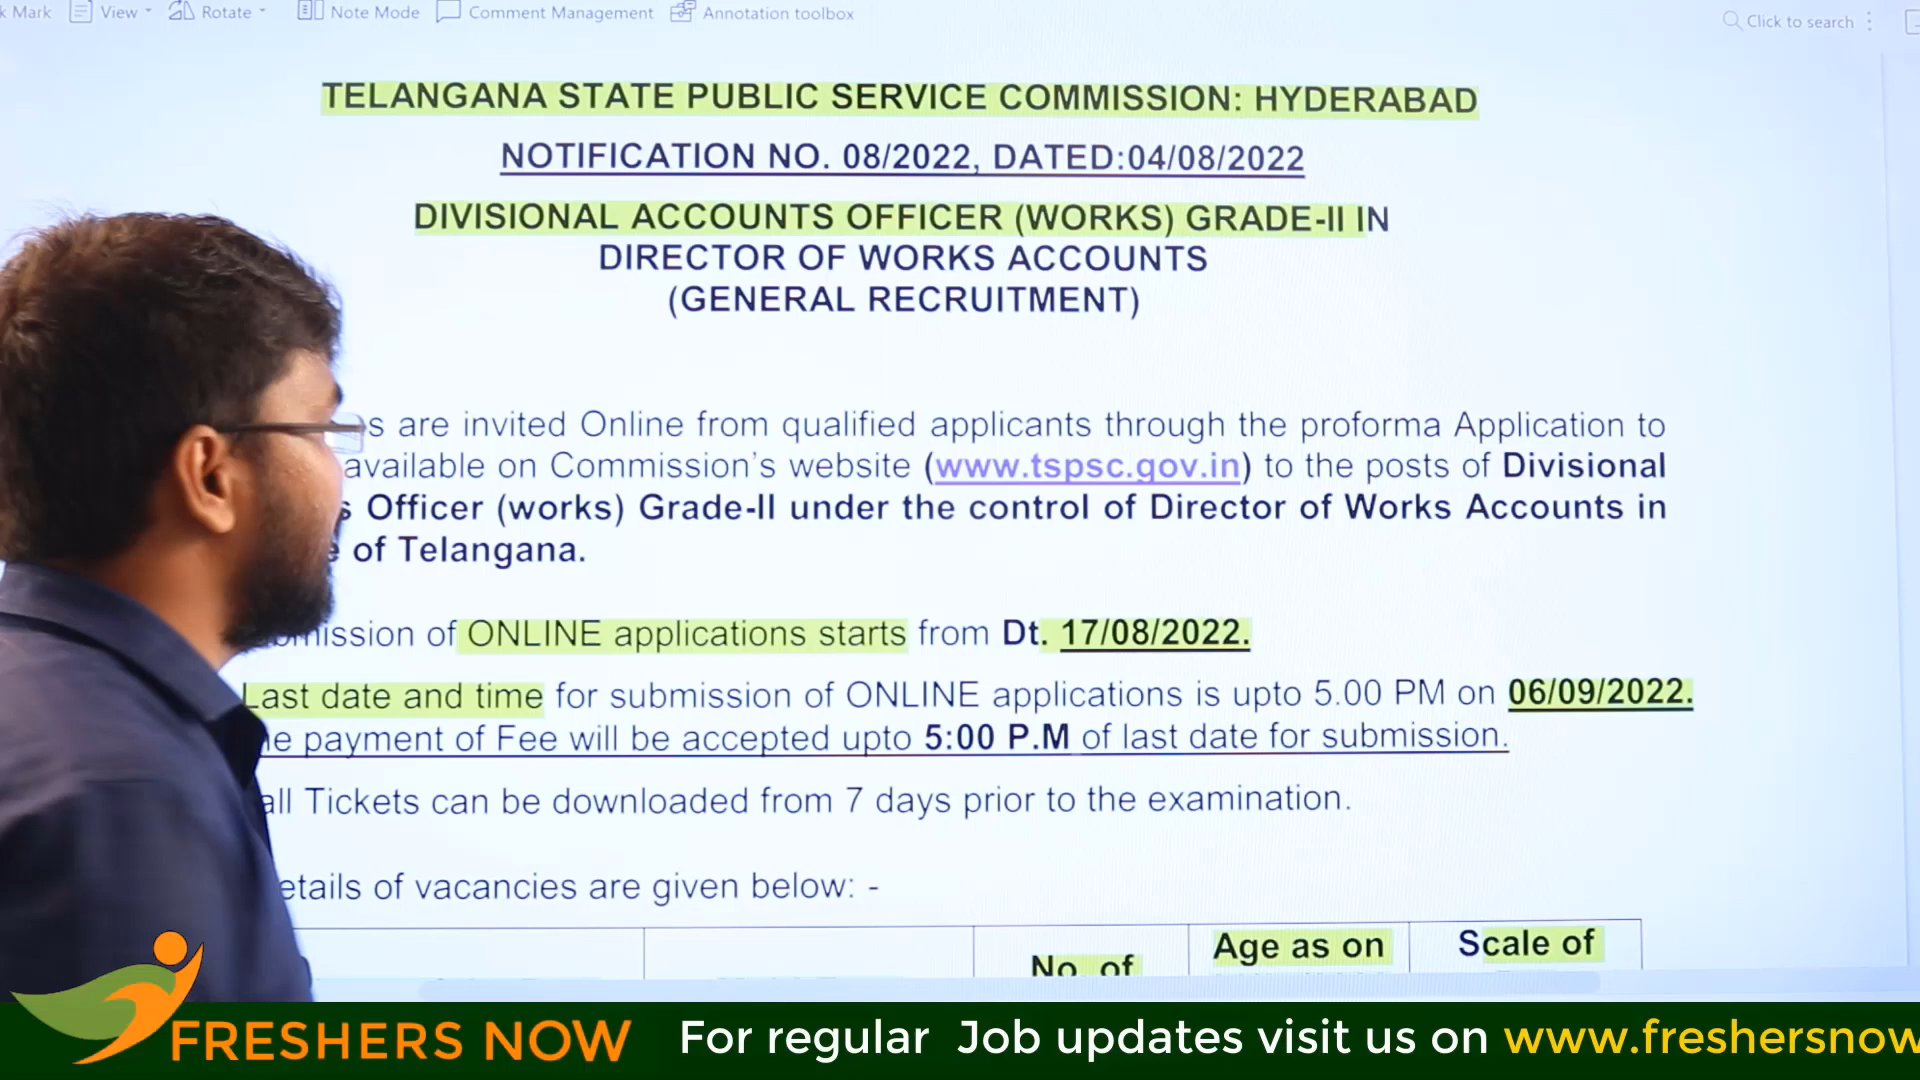 Mark View Rotate Note Mode Comment Management Annotation toolbox Click to search
TELANGANA STATE PUBLIC SERVICE COMMISSION: HYDERABAD
NOTIFICATION NO. 08/2022, DATED:04/08/2022
DIVISIONAL ACCOUNTS OFFICER (WORKS) GRADE-II IN
DIRECTOR OF WORKS ACCOUNTS
(GENERAL RECRUITMENT)
are invited Online from qualified applicants through the proforma Application to
available on Commission's website (www.tspsc.gov.in) to the posts of Divisional
Officer (works) Grade-II under the control of Director of Works Accounts in
of Telangana.
mission of ONLINE applications starts from Dt. 17/08/2022.
Last date and time for submission of ONLINE applications is upto 5.00 PM on 06/09/2022.
payment of Fee will be accepted upto 5:00 P.M of last date for submission.
all Tickets can be downloaded from 7 days prior to the examination.
etails of vacancies are given below: -
No. of Age as on Scale of
FRESHERS NOW For regular Job updates visit us on www.freshersnow